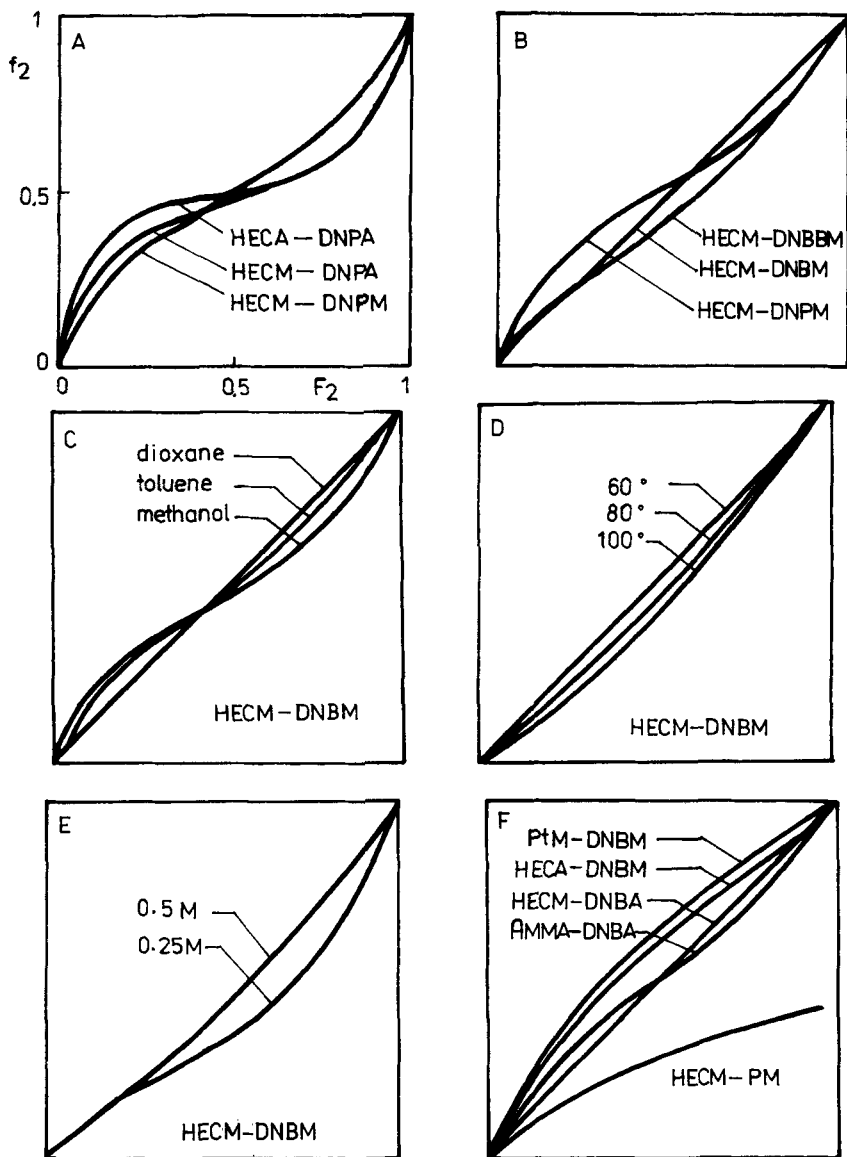 A
1
f2
0,5
0
HECA-DNPA
HECM-DNPA
HECM-DNPM
0
0,5
F2
1
B
HECM-DNBBM
HECM-DNBM
HECM-DNPM
C
dioxane
toluene
methanol
HECM-DNBM
D
60°
80°
100°
HECM-DNBM
E
0.5 M
0.25M
HECM-DNBM
F
PtM-DNBM
HECA-DNBM
HECM-DNBA
AMMA-DNBA
HECM-PM